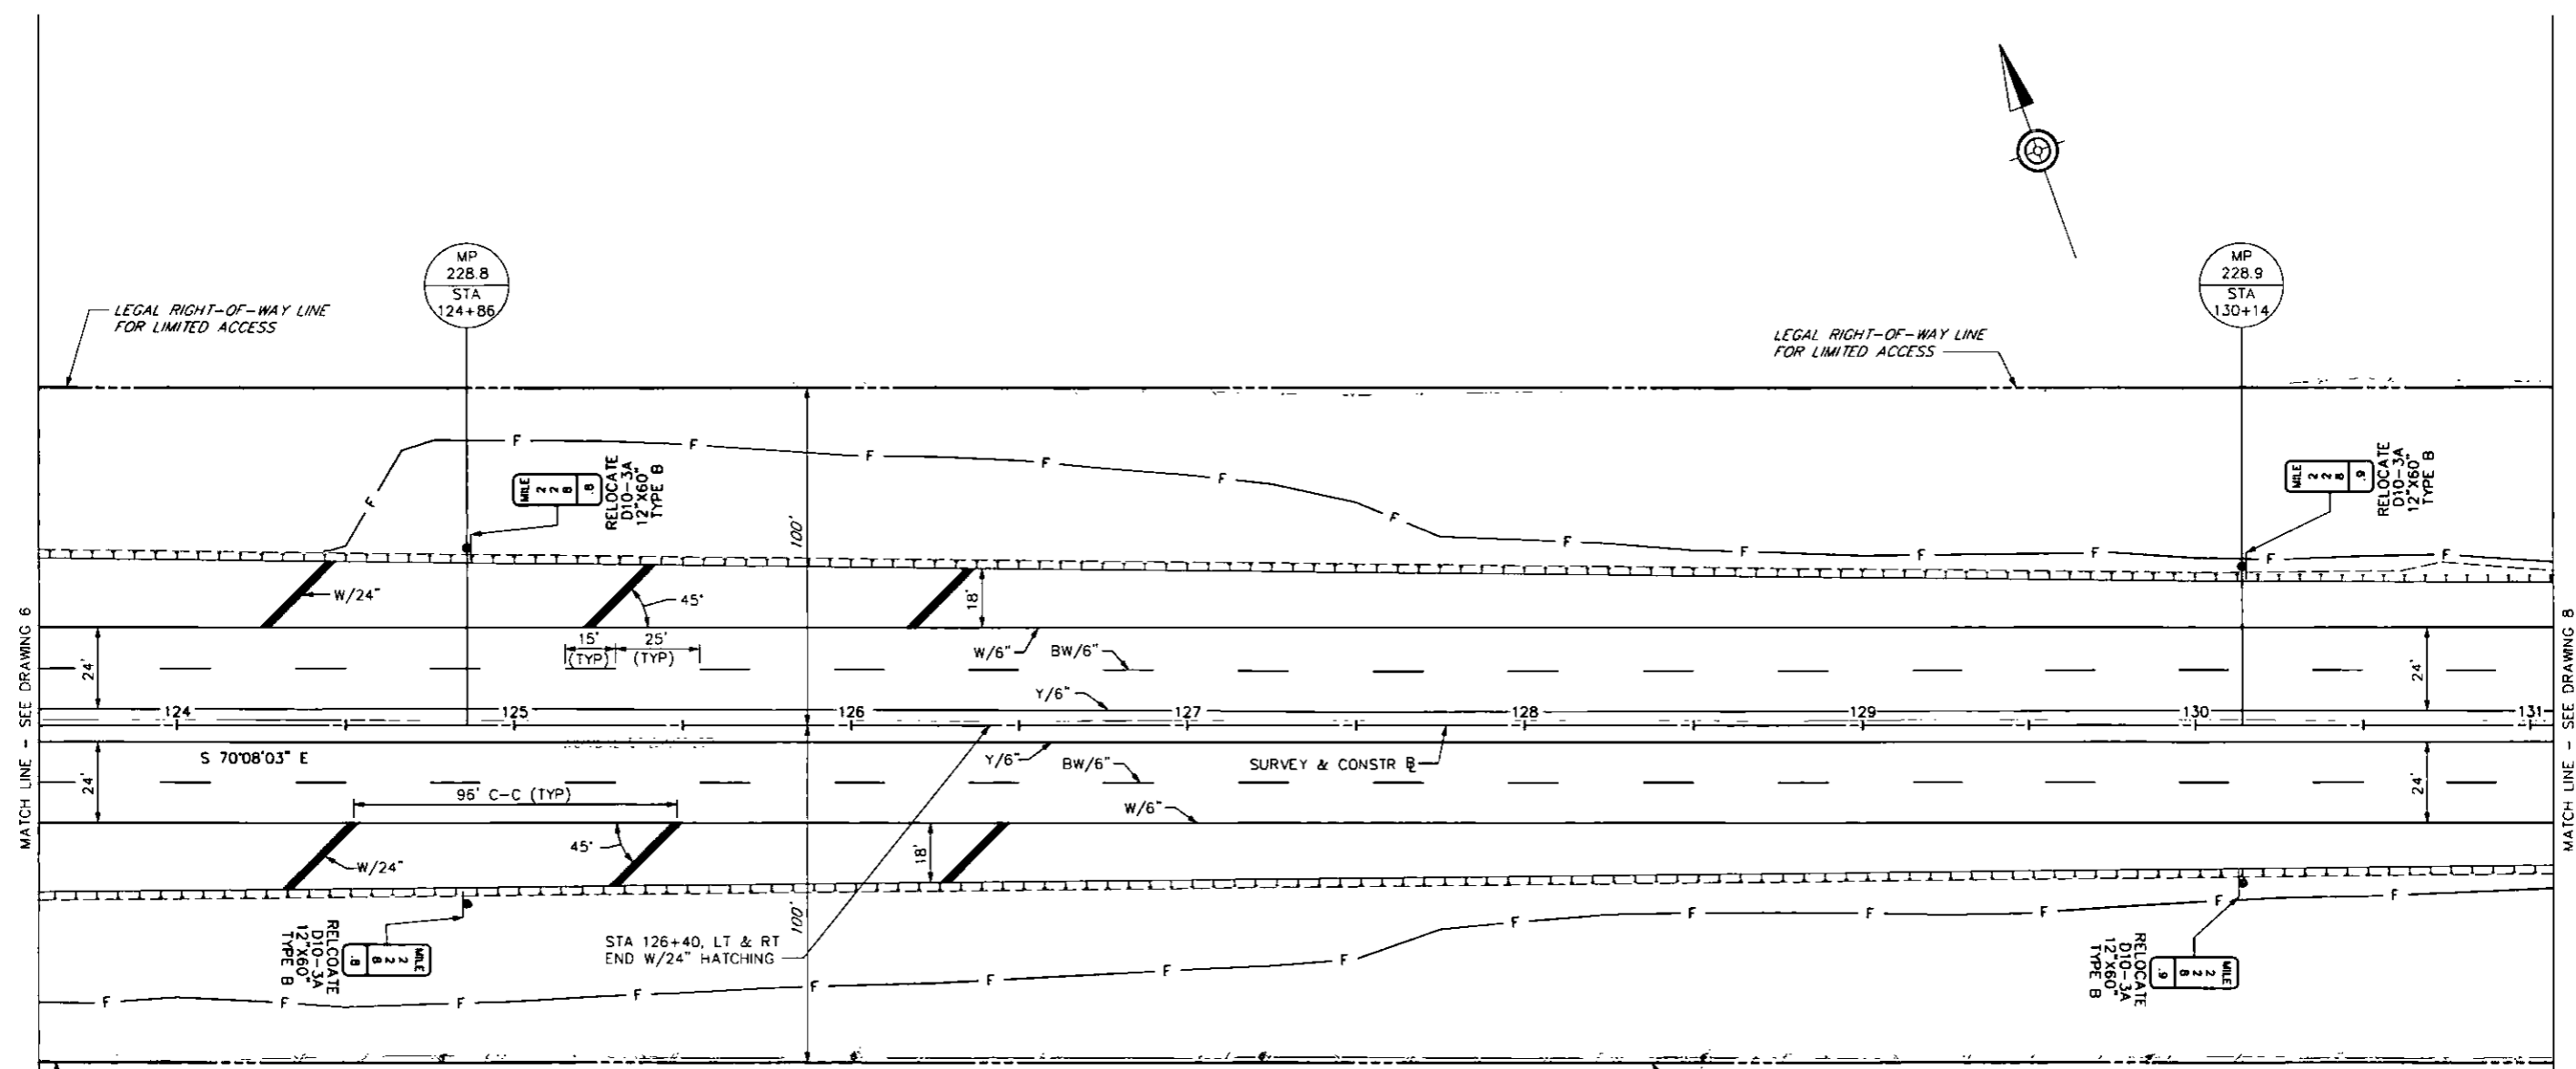 MP
228.8
STA
124+86
MP
228.9
STA
130+14
LEGAL RIGHT-OF-WAY LINE
FOR LIMITED ACCESS
LEGAL RIGHT-OF-WAY LINE
FOR LIMITED ACCESS
F F F F F F F F F F F F F
MILE
2
2
8
.8
RELOCATE
D10-3A
12"X60"
TYPE B
MILE
2
2
8
.9
RELOCATE
D10-3A
12"X60"
TYPE B
100'
W/24"
45°
18'
15'
(TYP)
25'
(TYP)
W/6"
BW/6"
24'
24'
Y/6"
124 125 126 127 128 129 130 131
MATCH LINE - SEE DRAWING 6
MATCH LINE - SEE DRAWING 8
S 70°08'03" E
Y/6"
BW/6"
SURVEY & CONSTR BL
24'
24'
96' C-C (TYP)
W/6"
45°
W/24"
18'
100'
STA 126+40, LT & RT
END W/24" HATCHING
RELCOATE
D10-3A
12"X60"
TYPE B
MILE
2
2
8
.8
RELOCATE
D10-3A
12"X60"
TYPE B
MILE
2
2
8
.9
F F F F F F F F F F F F F F